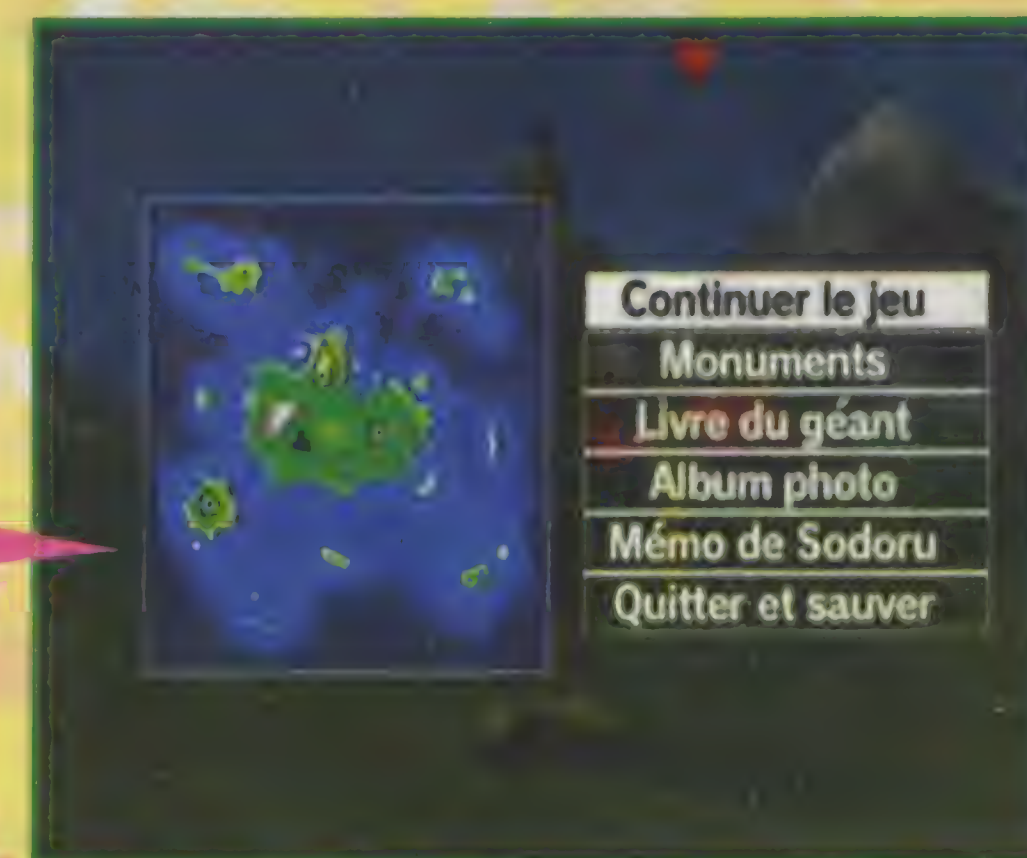 Continuer le jeu
Monuments
Livre du géant
Album photo
Mémo de Sodoru
Quitter et sauver